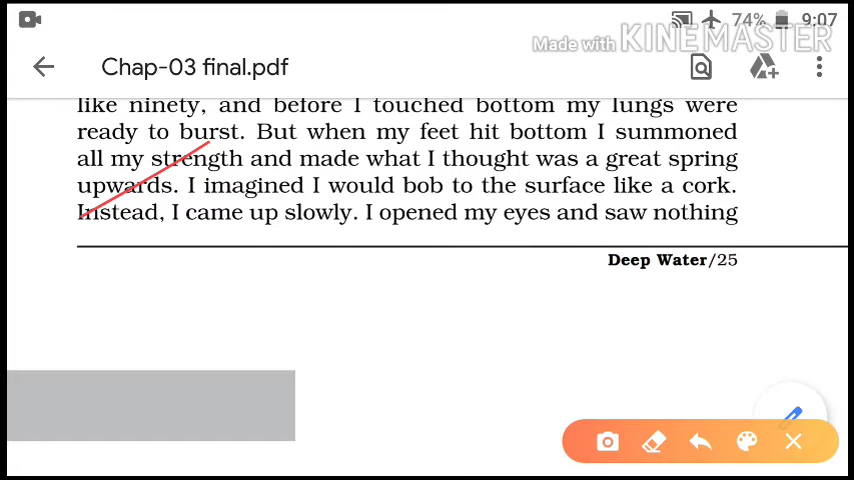 74% 9:07
Made with KINEMASTER
Chap-03 final.pdf
like ninety, and before I touched bottom my lungs were
ready to burst. But when my feet hit bottom I summoned
all my strength and made what I thought was a great spring
upwards. I imagined I would bob to the surface like a cork.
Instead, I came up slowly. I opened my eyes and saw nothing
Deep Water/25